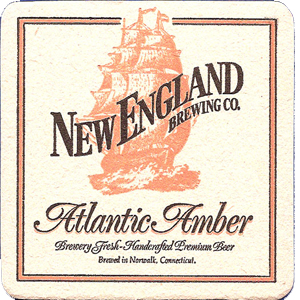 NEW ENGLAND
BREWING CO.
Atlantic Amber
Brewery Fresh-Handcrafted Premium Beer
Brewed in Norwalk, Connecticut.